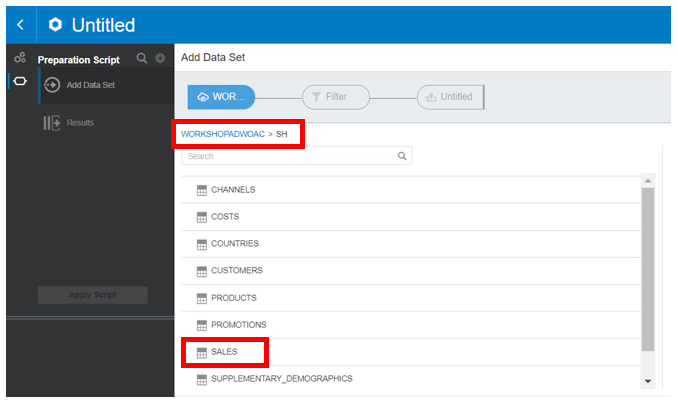 Untitled
Preparation Script
Add Data Set
Results
Apply Script
Add Data Set
WOR...
Filter
Untitled
WORKSHOPADWOAC > SH
Search
CHANNELS
COSTS
COUNTRIES
CUSTOMERS
PRODUCTS
PROMOTIONS
SALES
SUPPLEMENTARY_DEMOGRAPHICS